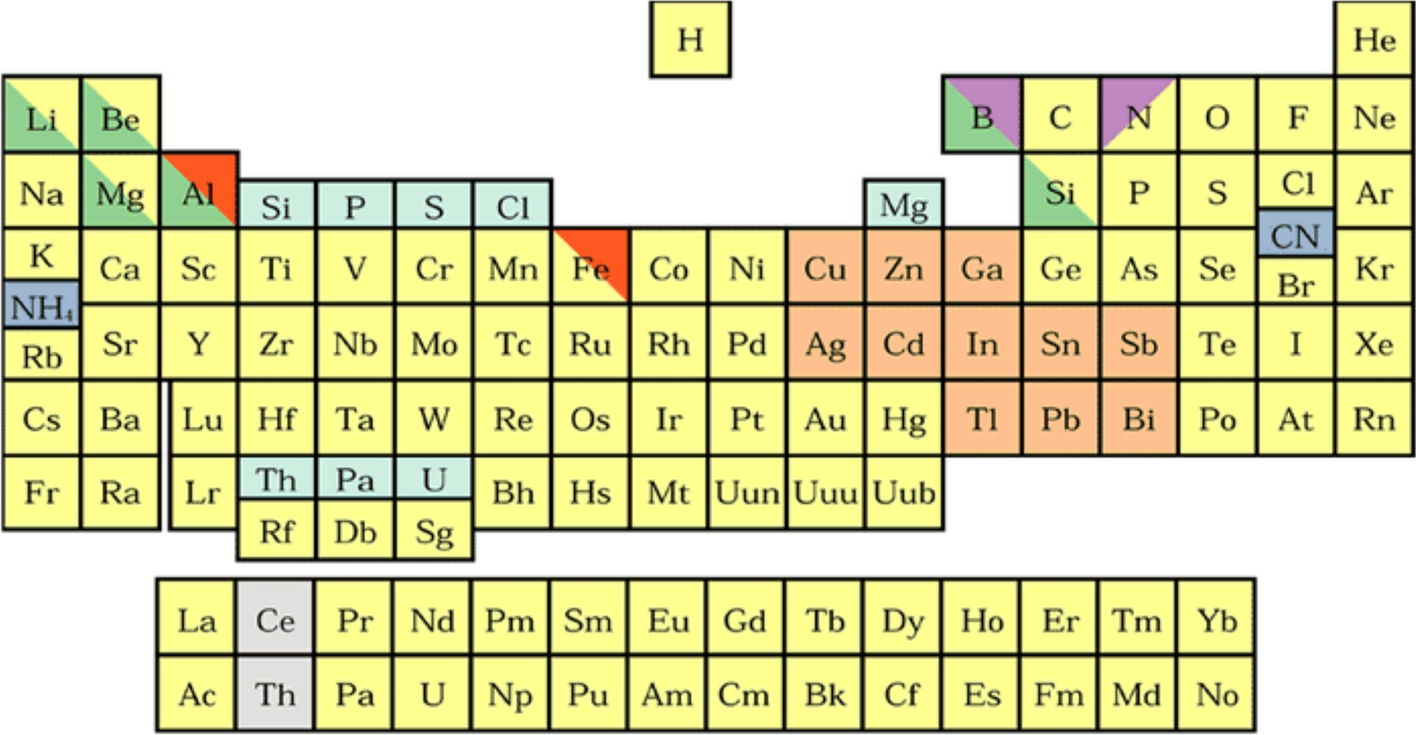 H He
Li Be B C N O F Ne
Na Mg Al Si P S Cl Mg Si P S Cl Ar
CN
K Ca Sc Ti V Cr Mn Fe Co Ni Cu Zn Ga Ge As Se Br Kr
NH₄
Rb Sr Y Zr Nb Mo Tc Ru Rh Pd Ag Cd In Sn Sb Te I Xe
Cs Ba Lu Hf Ta W Re Os Ir Pt Au Hg Tl Pb Bi Po At Rn
Th Pa U
Fr Ra Lr Rf Db Sg Bh Hs Mt Uun Uuu Uub
La Ce Pr Nd Pm Sm Eu Gd Tb Dy Ho Er Tm Yb
Ac Th Pa U Np Pu Am Cm Bk Cf Es Fm Md No